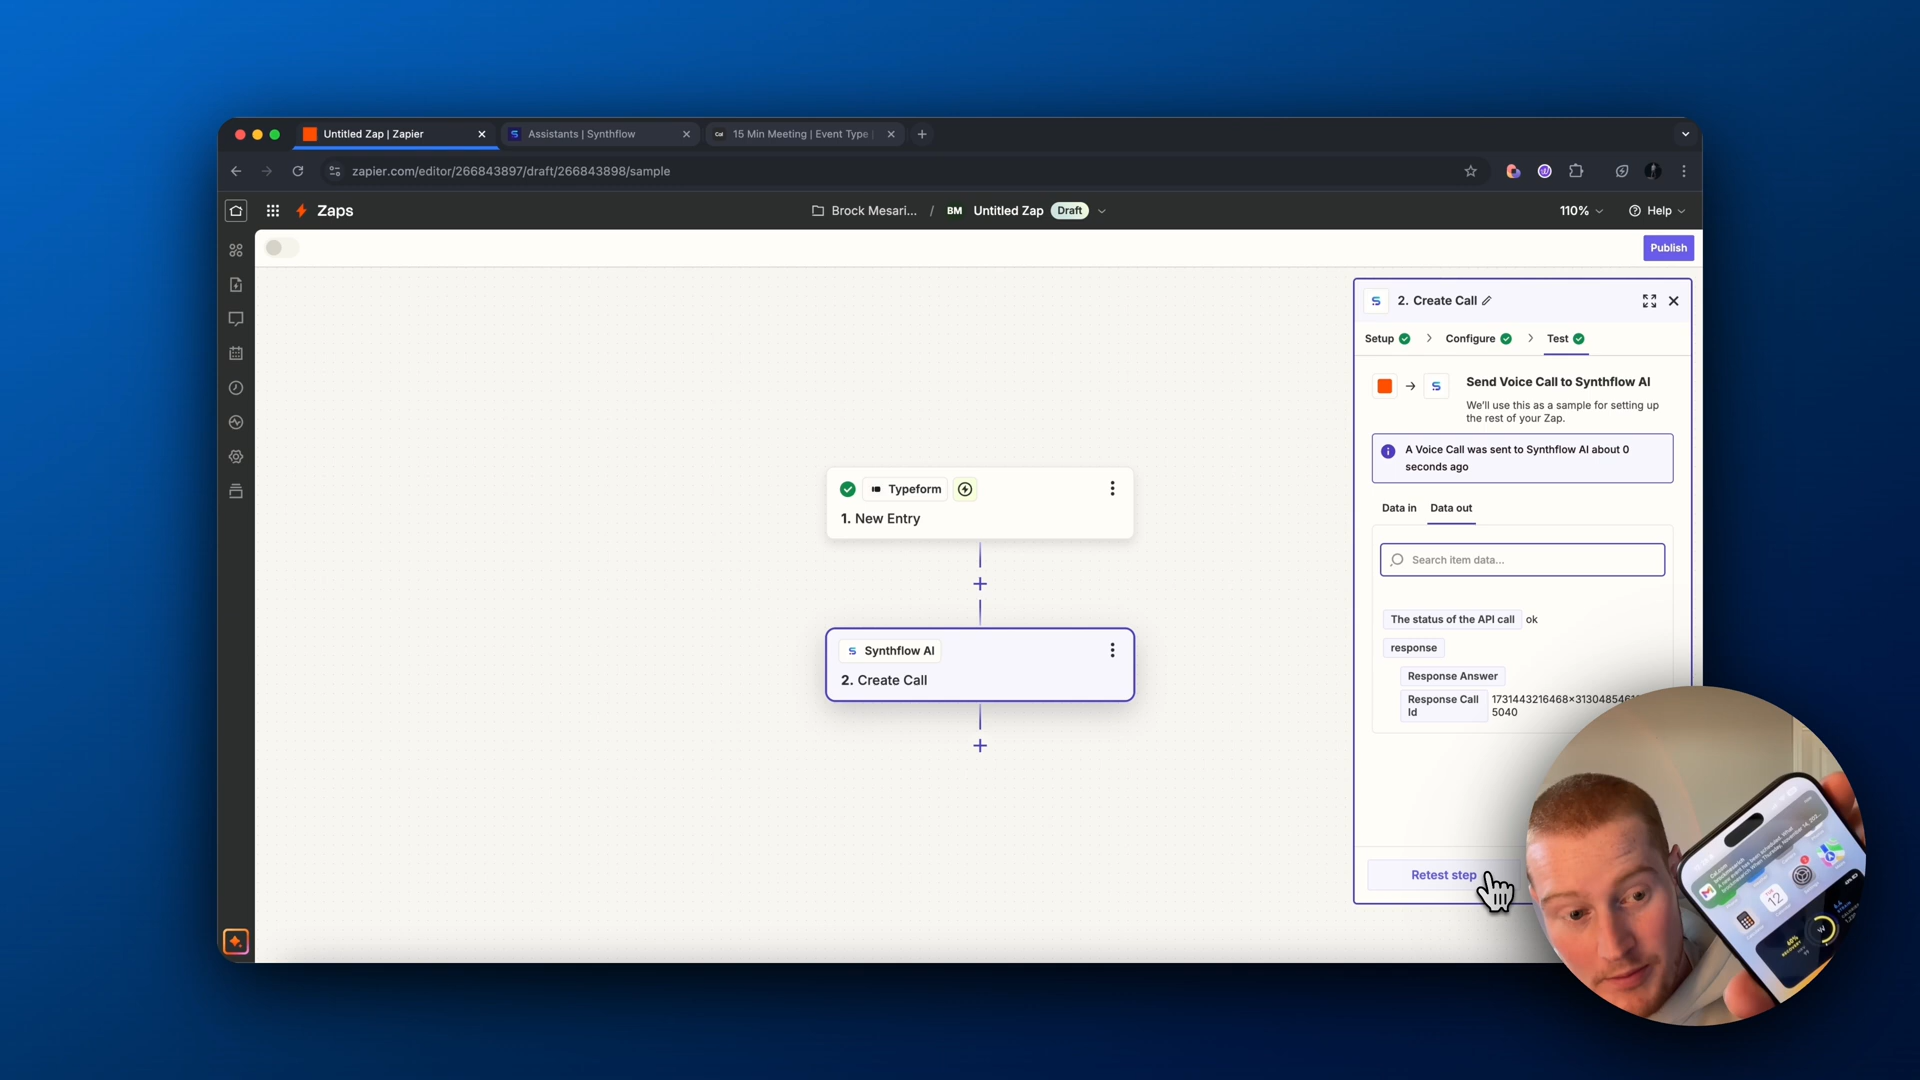 Untitled Zap | Zapier
Assistants | Synthflow
15 Min Meeting | Event Type |
zapier.com/editor/266843897/draft/266843898/sample
Zaps
Brock Mesari... / BM Untitled Zap Draft
110%
Help
Publish
2. Create Call
Setup
Configure
Test
Send Voice Call to Synthflow AI
We'll use this as a sample for setting up
the rest of your Zap.
A Voice Call was sent to Synthflow AI about 0
seconds ago
Data in
Data out
Search item data...
The status of the API call ok
response
Response Answer
Response Call
Id
5040
Retest step
Typeform
1. New Entry
Synthflow AI
2. Create Call
12